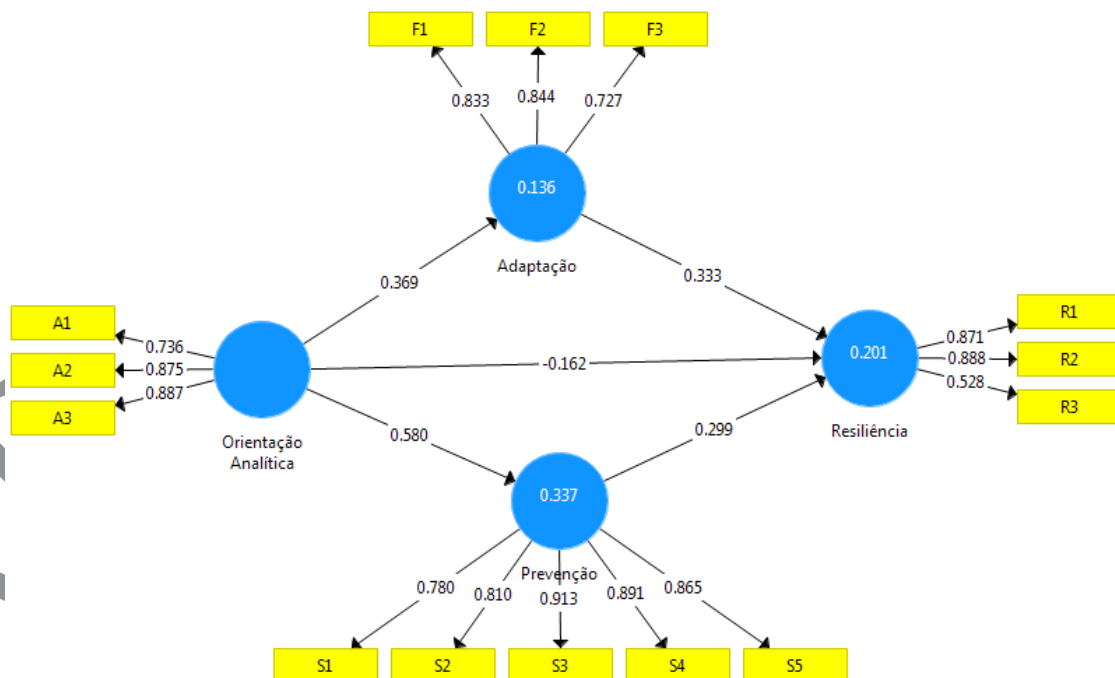 F1
F2
F3
0.833
0.844
0.727
0.136
Adaptação
0.369
0.333
A1
A2
A3
0.736
0.875
0.887
Orientação
Analítica
-0.162
0.201
Resiliência
0.871
0.888
0.528
R1
R2
R3
0.580
0.299
0.337
Prevenção
0.780
0.810
0.913
0.891
0.865
S1
S2
S3
S4
S5